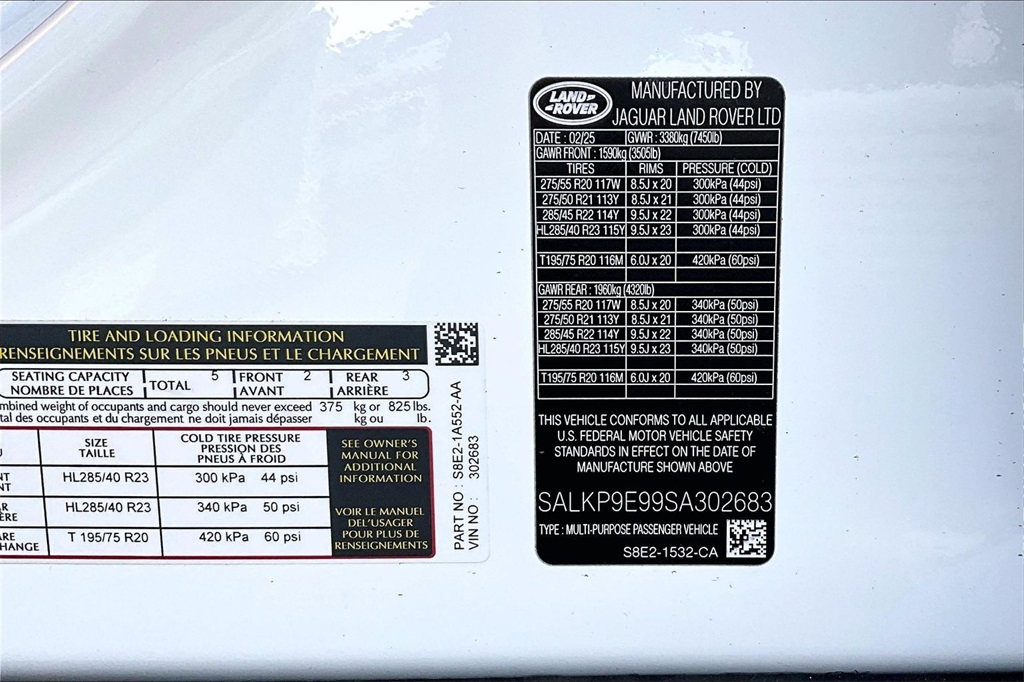 TIRE AND LOADING INFORMATION
RENSEIGNEMENTS SUR LES PNEUS ET LE CHARGEMENT
SEATING CAPACITY
NOMBRE DE PLACES
TOTAL 5
FRONT 2
AVANT
REAR 3
ARRIÈRE
weight of occupants and cargo should never exceed 375 kg or 825 lbs.
des occupants et du chargement ne doit jamais dépasser kg ou lb.
SIZE
TAILLE
COLD TIRE PRESSURE
PRESSION DES
PNEUS À FROID
HL285/40 R23 300 kPa 44 psi
HL285/40 R23 340 kPa 50 psi
T 195/75 R20 420 kPa 60 psi
SEE OWNER'S
MANUAL FOR
ADDITIONAL
INFORMATION
VOIR LE MANUEL
DEL'USAGER
POUR PLUS DE
RENSEIGNEMENTS
PART NO : S8E2-1A552-AA
VIN NO : 302683
LAND-
-ROVER
MANUFACTURED BY
JAGUAR LAND ROVER LTD
DATE : 02/25 GVWR : 3380kg (7450lb)
GAWR FRONT : 1590kg (3505lb)
TIRES RIMS PRESSURE (COLD)
275/55 R20 117W 8.5J x 20 300kPa (44psi)
275/50 R21 113Y 8.5J x 21 300kPa (44psi)
285/45 R22 114Y 9.5J x 22 300kPa (44psi)
HL285/40 R23 115Y 9.5J x 23 300kPa (44psi)
T195/75 R20 116M 6.0J x 20 420kPa (60psi)
GAWR REAR : 1960kg (4320lb)
275/55 R20 117W 8.5J x 20 340kPa (50psi)
275/50 R21 113Y 8.5J x 21 340kPa (50psi)
285/45 R22 114Y 9.5J x 22 340kPa (50psi)
HL285/40 R23 115Y 9.5J x 23 340kPa (50psi)
T195/75 R20 116M 6.0J x 20 420kPa (60psi)
THIS VEHICLE CONFORMS TO ALL APPLICABLE
U.S. FEDERAL MOTOR VEHICLE SAFETY
STANDARDS IN EFFECT ON THE DATE OF
MANUFACTURE SHOWN ABOVE
SALKP9E99SA302683
TYPE : MULTI-PURPOSE PASSENGER VEHICLE
S8E2-1532-CA